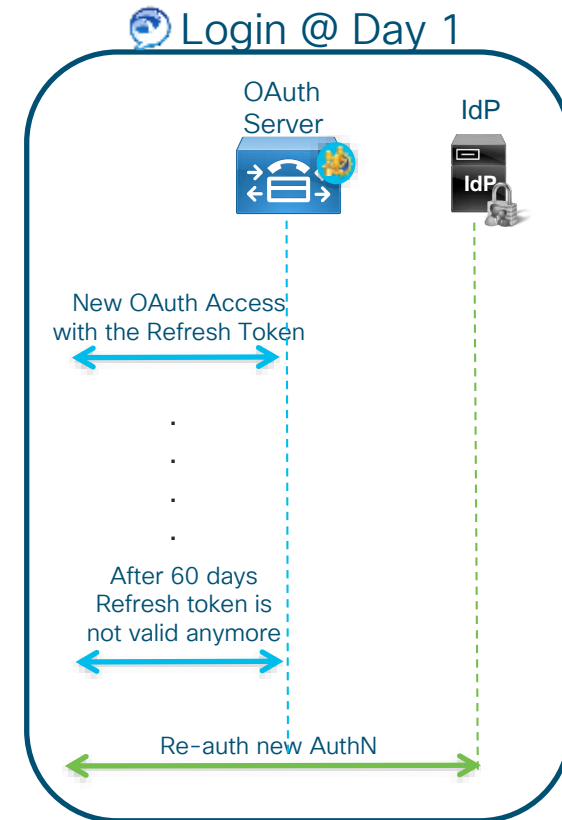 Login @ Day 1
OAuth
Server
IdP
IdP
New OAuth Access
with the Refresh Token
.
.
.
.
After 60 days
Refresh token is
not valid anymore
Re-auth new AuthN